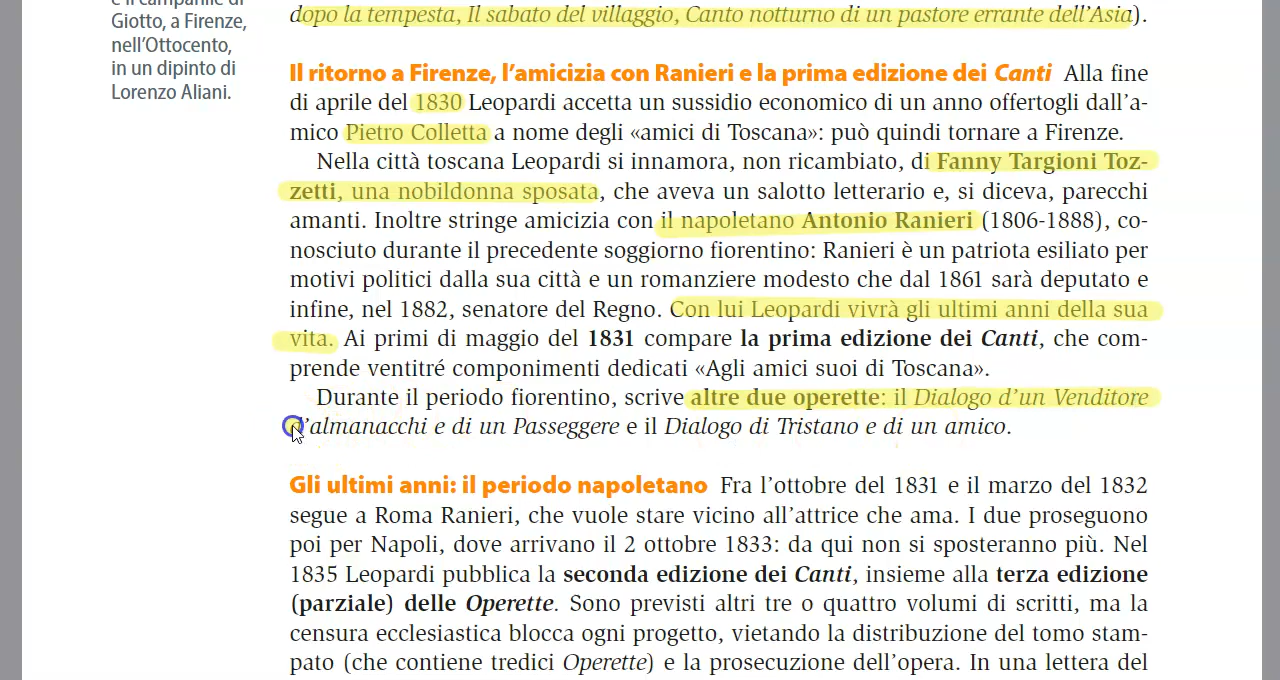 e il campanile di
Giotto, a Firenze,
nell'Ottocento,
in un dipinto di
Lorenzo Aliani.
dopo la tempesta, Il sabato del villaggio, Canto notturno di un pastore errante dell'Asia).
Il ritorno a Firenze, l'amicizia con Ranieri e la prima edizione dei Canti Alla fine
di aprile del 1830 Leopardi accetta un sussidio economico di un anno offertogli dall'a-
mico Pietro Colletta a nome degli «amici di Toscana»: può quindi tornare a Firenze.
Nella città toscana Leopardi si innamora, non ricambiato, di Fanny Targioni Toz-
zetti, una nobildonna sposata, che aveva un salotto letterario e, si diceva, parecchi
amanti. Inoltre stringe amicizia con il napoletano Antonio Ranieri (1806-1888), co-
nosciuto durante il precedente soggiorno fiorentino: Ranieri è un patriota esiliato per
motivi politici dalla sua città e un romanziere modesto che dal 1861 sarà deputato e
infine, nel 1882, senatore del Regno. Con lui Leopardi vivrà gli ultimi anni della sua
vita. Ai primi di maggio del 1831 compare la prima edizione dei Canti, che com-
prende ventitré componimenti dedicati «Agli amici suoi di Toscana».
Durante il periodo fiorentino, scrive altre due operette: il Dialogo d'un Venditore
d'almanacchi e di un Passeggere e il Dialogo di Tristano e di un amico.
Gli ultimi anni: il periodo napoletano Fra l'ottobre del 1831 e il marzo del 1832
segue a Roma Ranieri, che vuole stare vicino all'attrice che ama. I due proseguono
poi per Napoli, dove arrivano il 2 ottobre 1833: da qui non si sposteranno più. Nel
1835 Leopardi pubblica la seconda edizione dei Canti, insieme alla terza edizione
(parziale) delle Operette. Sono previsti altri tre o quattro volumi di scritti, ma la
censura ecclesiastica blocca ogni progetto, vietando la distribuzione del tomo stam-
pato (che contiene tredici Operette) e la prosecuzione dell'opera. In una lettera del